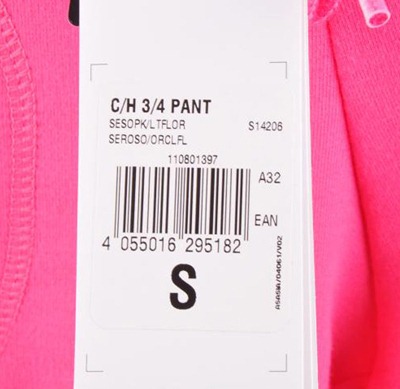 C/H 3/4 PANT
SESOPK/LTFLOR S14206
SEROSO/ORCLFL
110801397
A32
EAN
4 055016 295182
S